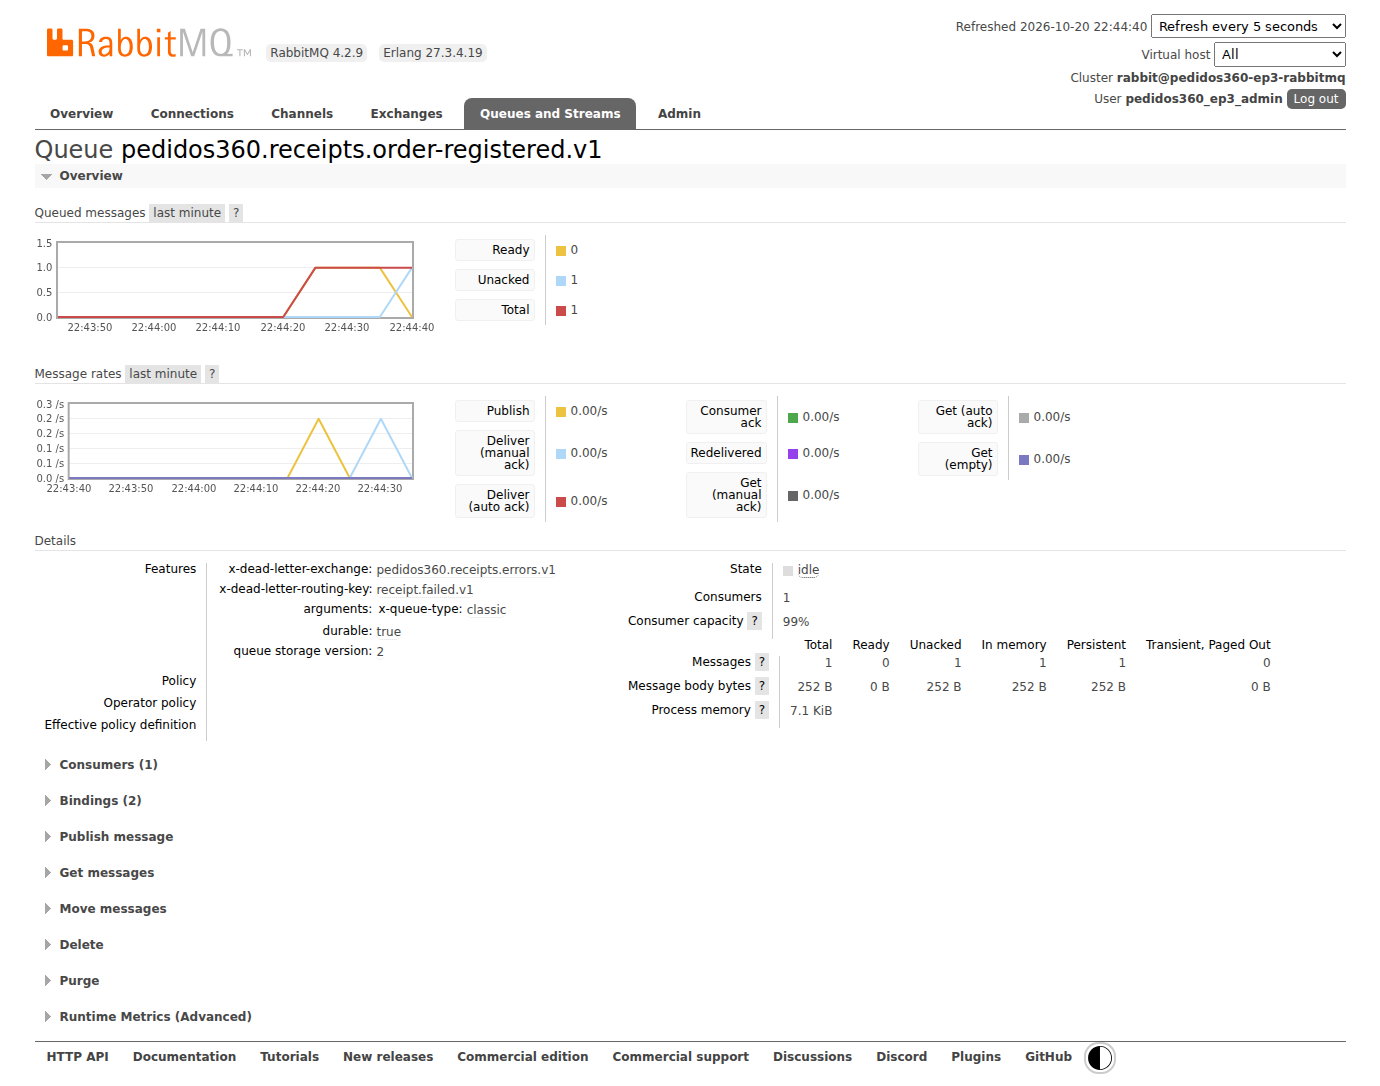 RabbitMQ TM RabbitMQ 4.2.9 Erlang 27.3.4.19
Refreshed 2026-10-20 22:44:40 Refresh every 5 seconds
Virtual host All
Cluster rabbit@pedidos360-ep3-rabbitmq
User pedidos360_ep3_admin Log out
Overview Connections Channels Exchanges Queues and Streams Admin
Queue pedidos360.receipts.order-registered.v1
Overview
Queued messages last minute ?
1.5
1.0
0.5
0.0
22:43:50 22:44:00 22:44:10 22:44:20 22:44:30 22:44:40
Ready 0
Unacked 1
Total 1
Message rates last minute ?
0.3 /s
0.2 /s
0.2 /s
0.1 /s
0.1 /s
0.0 /s
22:43:40 22:43:50 22:44:00 22:44:10 22:44:20 22:44:30
Publish 0.00/s
Deliver (manual ack) 0.00/s
Deliver (auto ack) 0.00/s
Consumer ack 0.00/s
Redelivered 0.00/s
Get (manual ack) 0.00/s
Get (auto ack) 0.00/s
Get (empty) 0.00/s
Details
Features
x-dead-letter-exchange: pedidos360.receipts.errors.v1
x-dead-letter-routing-key: receipt.failed.v1
arguments: x-queue-type: classic
durable: true
queue storage version: 2
Policy
Operator policy
Effective policy definition
State idle
Consumers 1
Consumer capacity ? 99%
Total Ready Unacked In memory Persistent Transient, Paged Out
Messages ? 1 0 1 1 1 0
Message body bytes ? 252 B 0 B 252 B 252 B 252 B 0 B
Process memory ? 7.1 KiB
Consumers (1)
Bindings (2)
Publish message
Get messages
Move messages
Delete
Purge
Runtime Metrics (Advanced)
HTTP API Documentation Tutorials New releases Commercial edition Commercial support Discussions Discord Plugins GitHub